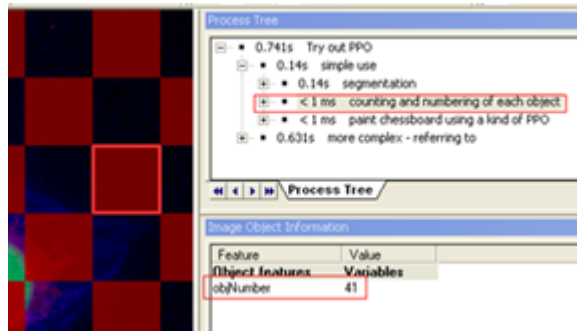 Process Tree
0.741s Try out PPO
0.14s simple use
0.14s segmentation
< 1 ms counting and numbering of each object
< 1 ms paint chessboard using a kind of PPO
0.631s more complex - referring to
Process Tree
Image Object Information
Feature Value
Object features Variables
objNumber 41